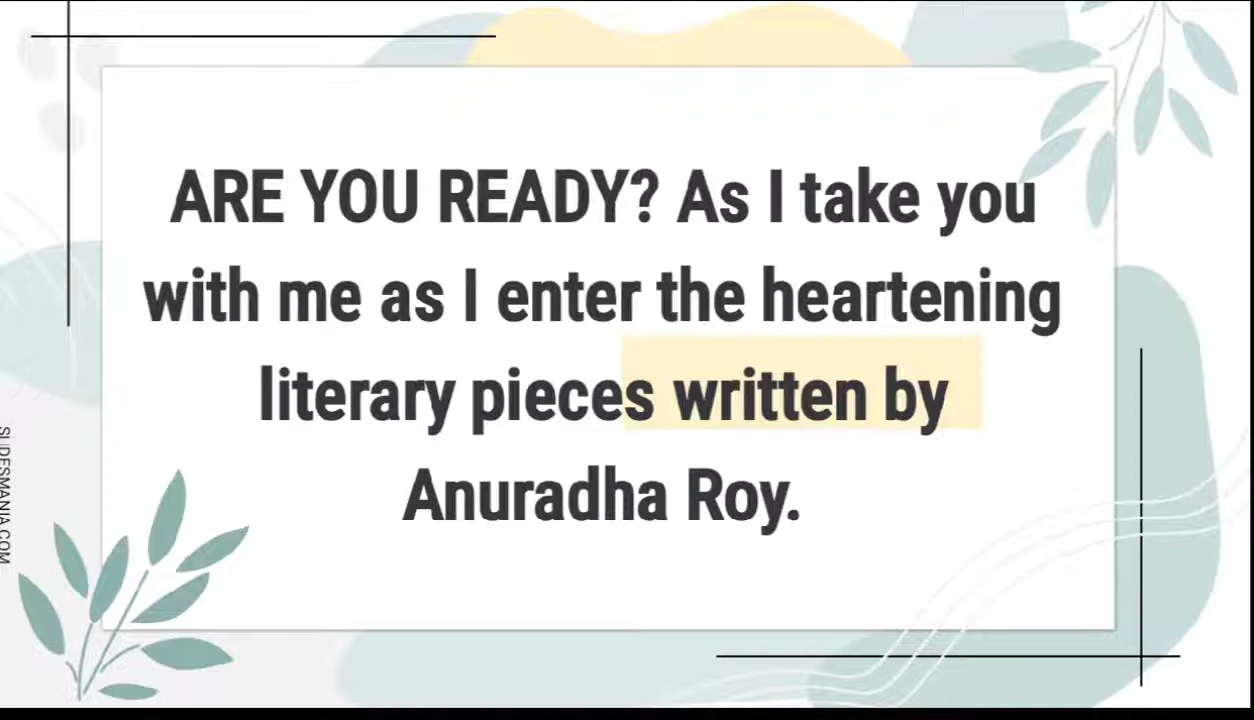 ARE YOU READY? As I take you
with me as I enter the heartening
literary pieces written by
Anuradha Roy.
SLIDESMANIA.COM